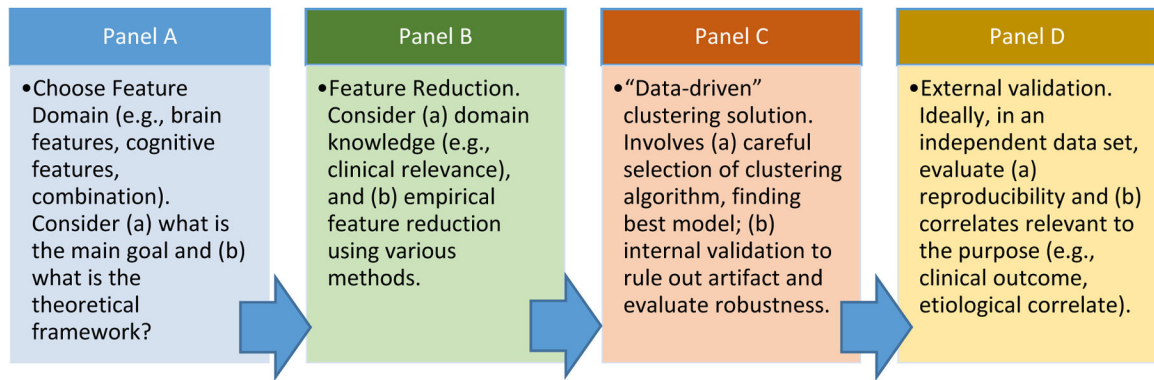 Panel A
•Choose Feature
Domain (e.g., brain
features, cognitive
features,
combination).
Consider (a) what is
the main goal and (b)
what is the
theoretical
framework?
Panel B
•Feature Reduction.
Consider (a) domain
knowledge (e.g.,
clinical relevance),
and (b) empirical
feature reduction
using various
methods.
Panel C
•“Data-driven”
clustering solution.
Involves (a) careful
selection of clustering
algorithm, finding
best model; (b)
internal validation to
rule out artifact and
evaluate robustness.
Panel D
•External validation.
Ideally, in an
independent data set,
evaluate (a)
reproducibility and (b)
correlates relevant to
the purpose (e.g.,
clinical outcome,
etiological correlate).